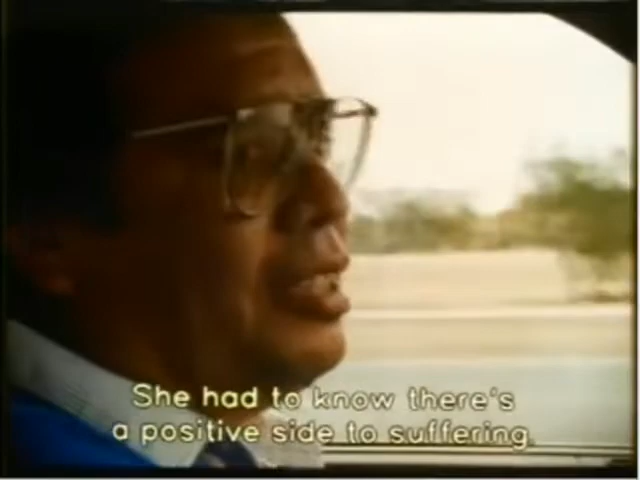 She had to know there's
a positive side to suffering.